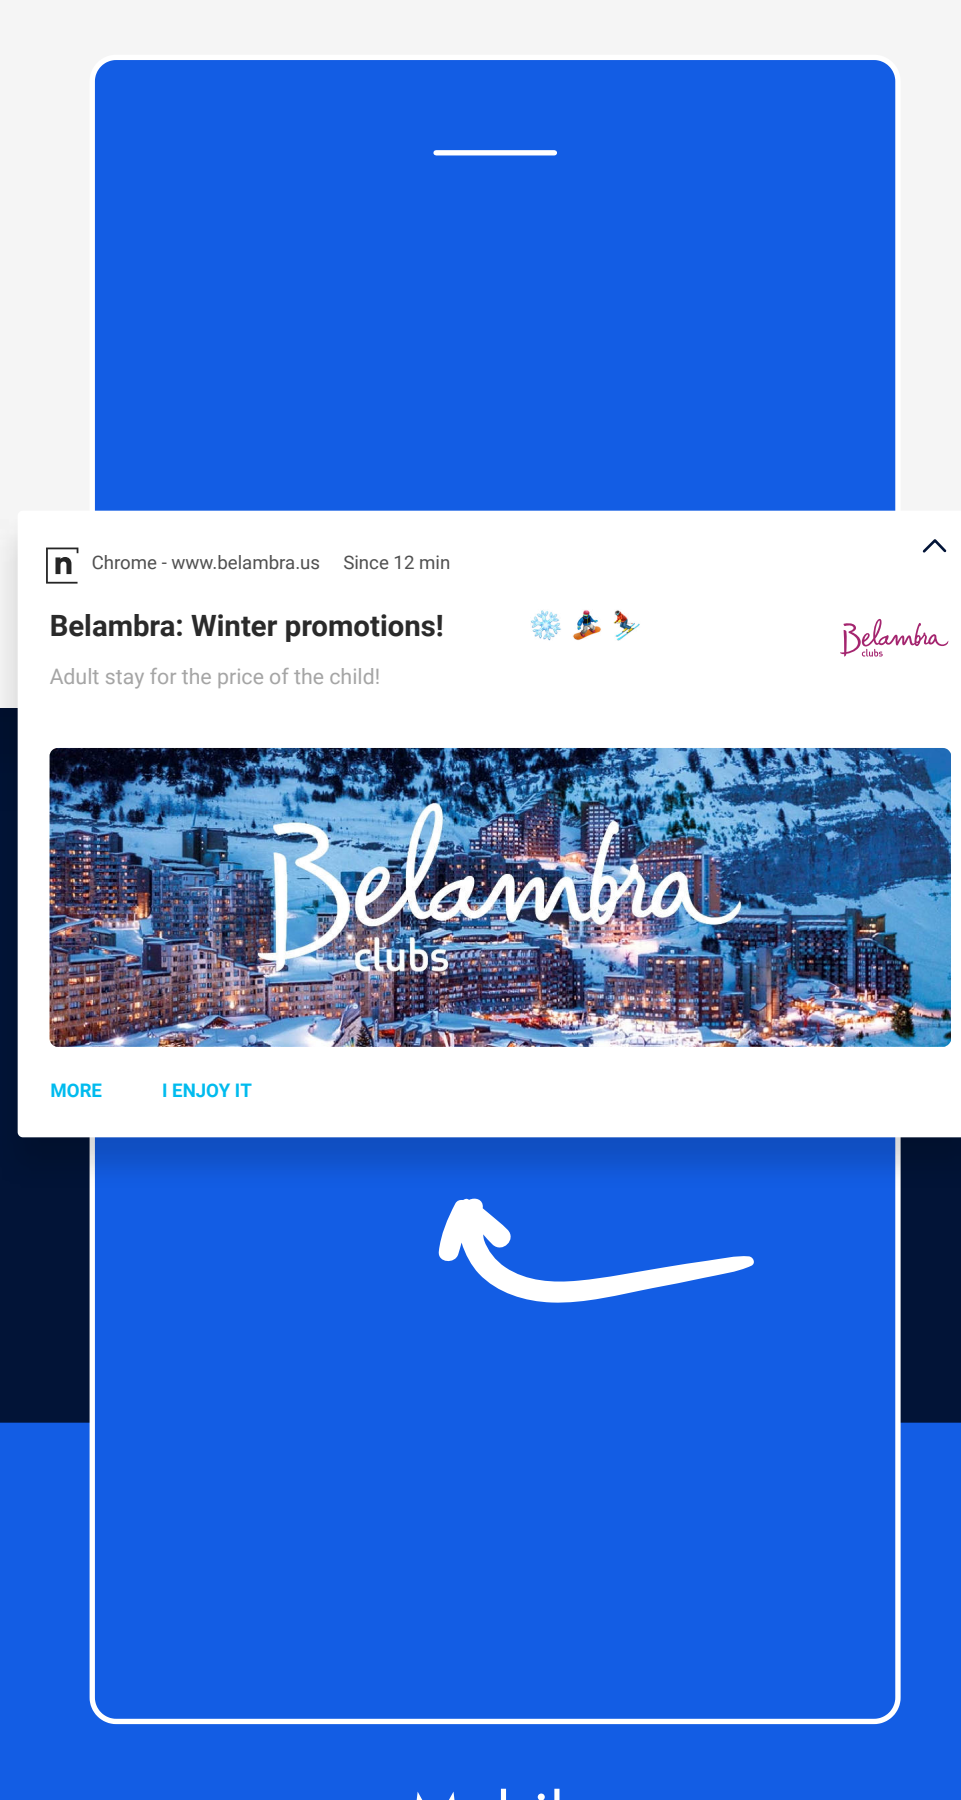 n Chrome - www.belambra.us Since 12 min
Belambra: Winter promotions! ❄️🏂⛷️
Belambra
clubs
Adult stay for the price of the child!
Belambra
clubs
MORE I ENJOY IT